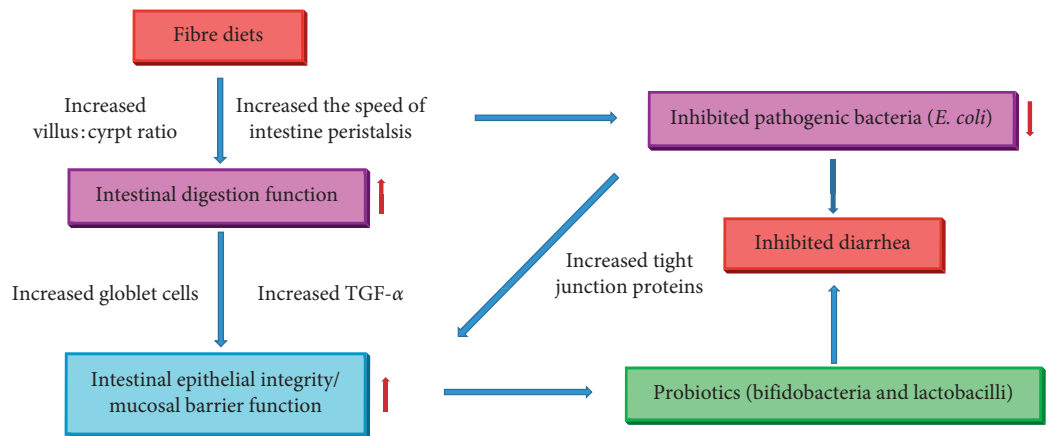 Fibre diets
Increased
villus:cyrpt ratio
Increased the speed of
intestine peristalsis
Inhibited pathogenic bacteria (E. coli)
Intestinal digestion function
Inhibited diarrhea
Increased globlet cells
Increased TGF-α
Increased tight
junction proteins
Intestinal epithelial integrity/
mucosal barrier function
Probiotics (bifidobacteria and lactobacilli)